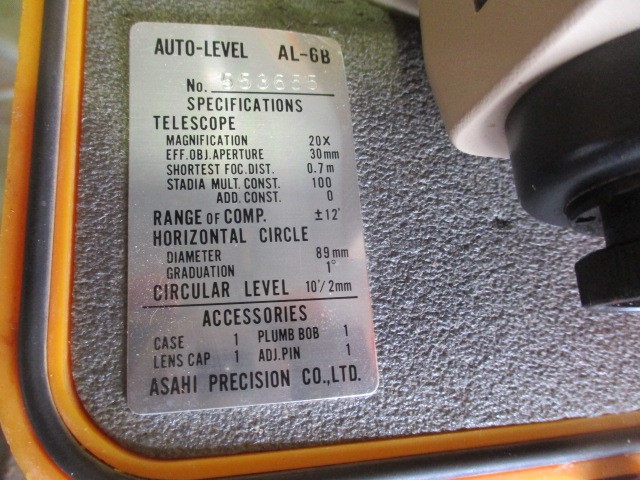 AUTO-LEVEL AL-6B
No.
SPECIFICATIONS
TELESCOPE
MAGNIFICATION 20X
EFF.OBJ.APERTURE 30mm
SHORTEST FOC.DIST. 0.7m
STADIA MULT.CONST. 100
ADD.CONST. 0
RANGE OF COMP. ±12'
HORIZONTAL CIRCLE
DIAMETER 89mm
GRADUATION 1°
CIRCULAR LEVEL 10'/2mm
ACCESSORIES
CASE 1 PLUMB BOB 1
LENS CAP 1 ADJ.PIN 1
ASAHI PRECISION CO.,LTD.